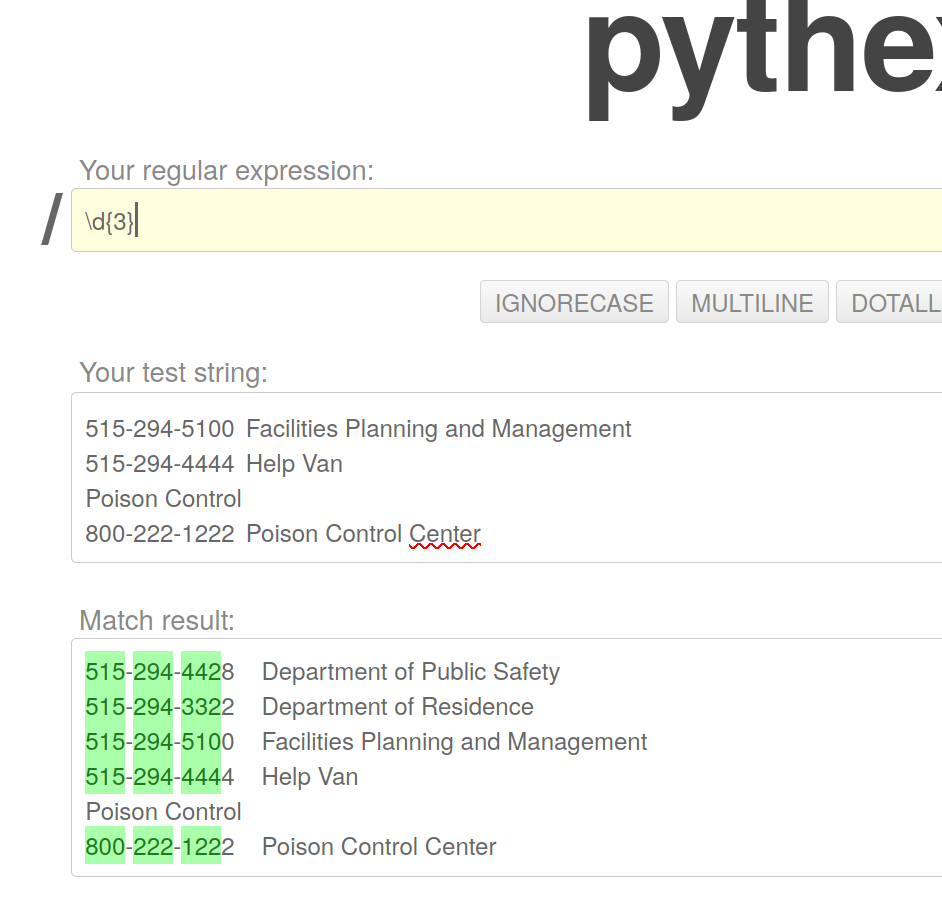 pythex
Your regular expression:
/ \d{3}
IGNORECASE MULTILINE DOTALL
Your test string:
515-294-5100 Facilities Planning and Management
515-294-4444 Help Van
Poison Control
800-222-1222 Poison Control Center
Match result:
515-294-4428 Department of Public Safety
515-294-3322 Department of Residence
515-294-5100 Facilities Planning and Management
515-294-4444 Help Van
Poison Control
800-222-1222 Poison Control Center